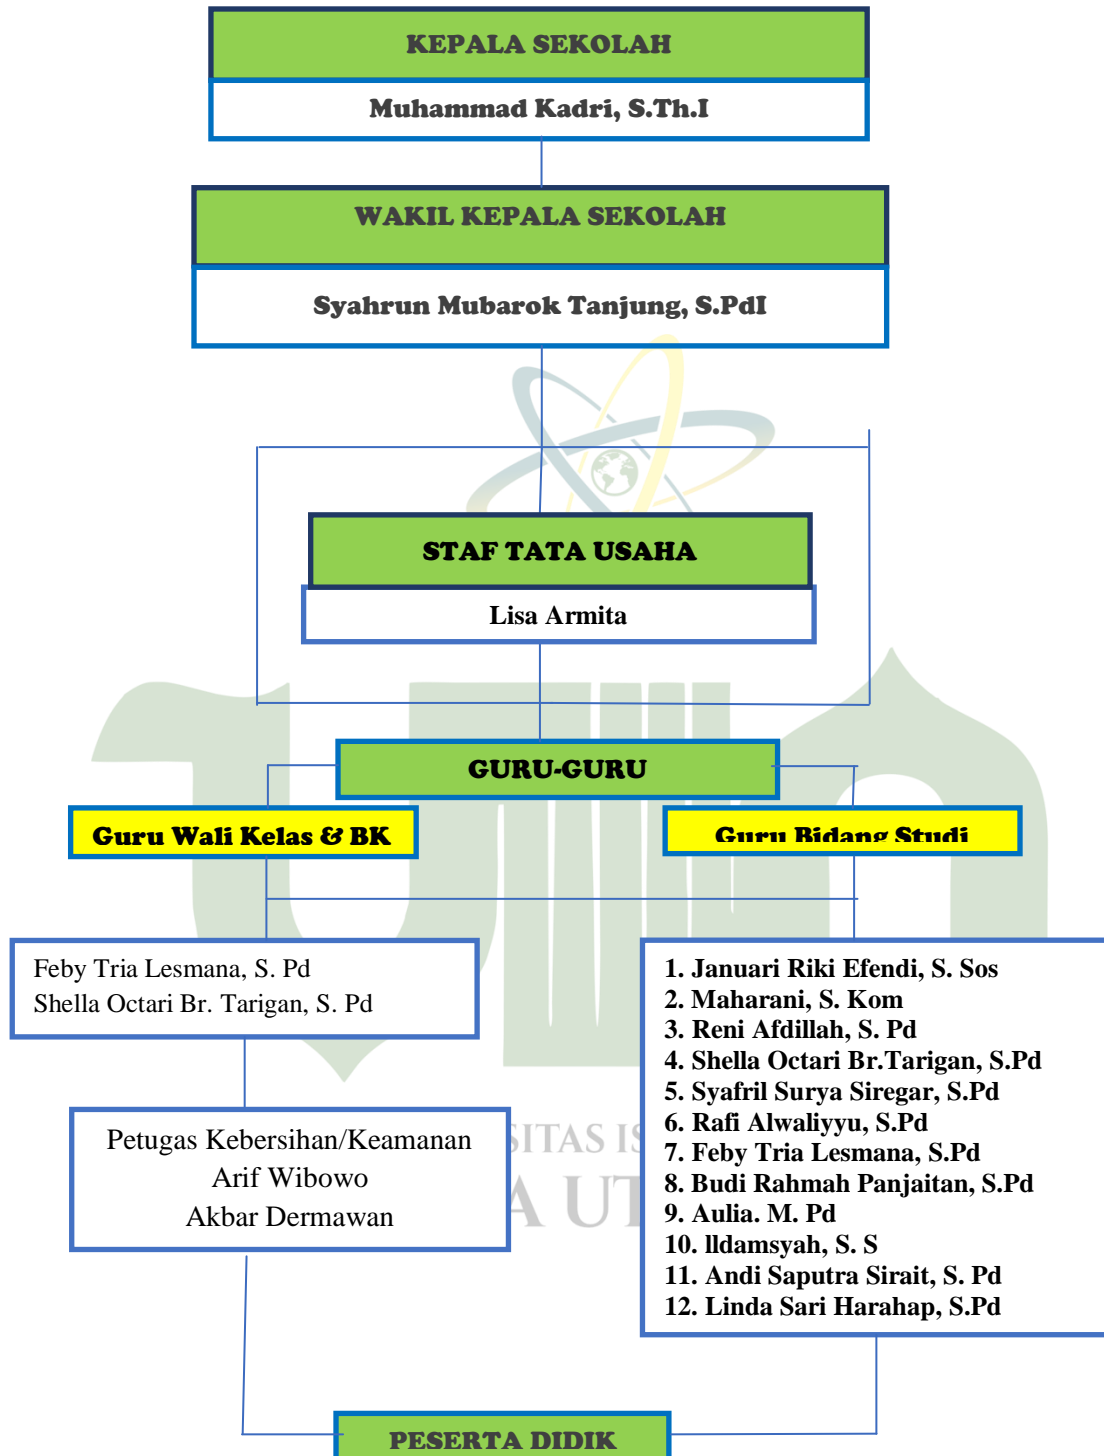 KEPALA SEKOLAH
Muhammad Kadri, S.Th.I
WAKIL KEPALA SEKOLAH
Syahrun Mubarok Tanjung, S.PdI
STAF TATA USAHA
Lisa Armita
GURU-GURU
Guru Wali Kelas & BK
Guru Bidang Studi
Feby Tria Lesmana, S. Pd
Shella Octari Br. Tarigan, S. Pd
Petugas Kebersihan/Keamanan
Arif Wibowo
Akbar Dermawan
1. Januari Riki Efendi, S. Sos
2. Maharani, S. Kom
3. Reni Afdillah, S. Pd
4. Shella Octari Br.Tarigan, S.Pd
5. Syafril Surya Siregar, S.Pd
6. Rafi Alwaliyyu, S.Pd
7. Feby Tria Lesmana, S.Pd
8. Budi Rahmah Panjaitan, S.Pd
9. Aulia. M. Pd
10. lldamsyah, S. S
11. Andi Saputra Sirait, S. Pd
12. Linda Sari Harahap, S.Pd
SITAS IS
A UT
PESERTA DIDIK